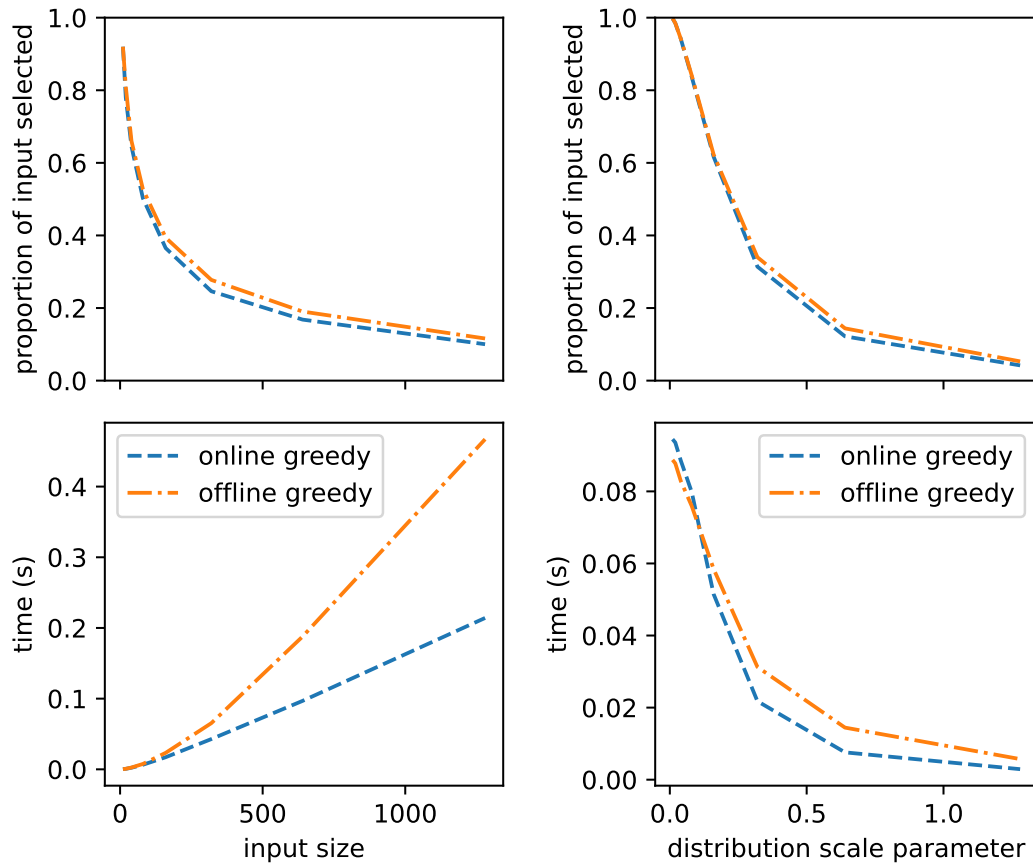 proportion of input selected
1.0
0.8
0.6
0.4
0.2
0.0
proportion of input selected
1.0
0.8
0.6
0.4
0.2
0.0
time (s)
0.4
0.3
0.2
0.1
0.0
online greedy
offline greedy
0
500
1000
input size
time (s)
0.08
0.06
0.04
0.02
0.00
online greedy
offline greedy
0.0
0.5
1.0
distribution scale parameter